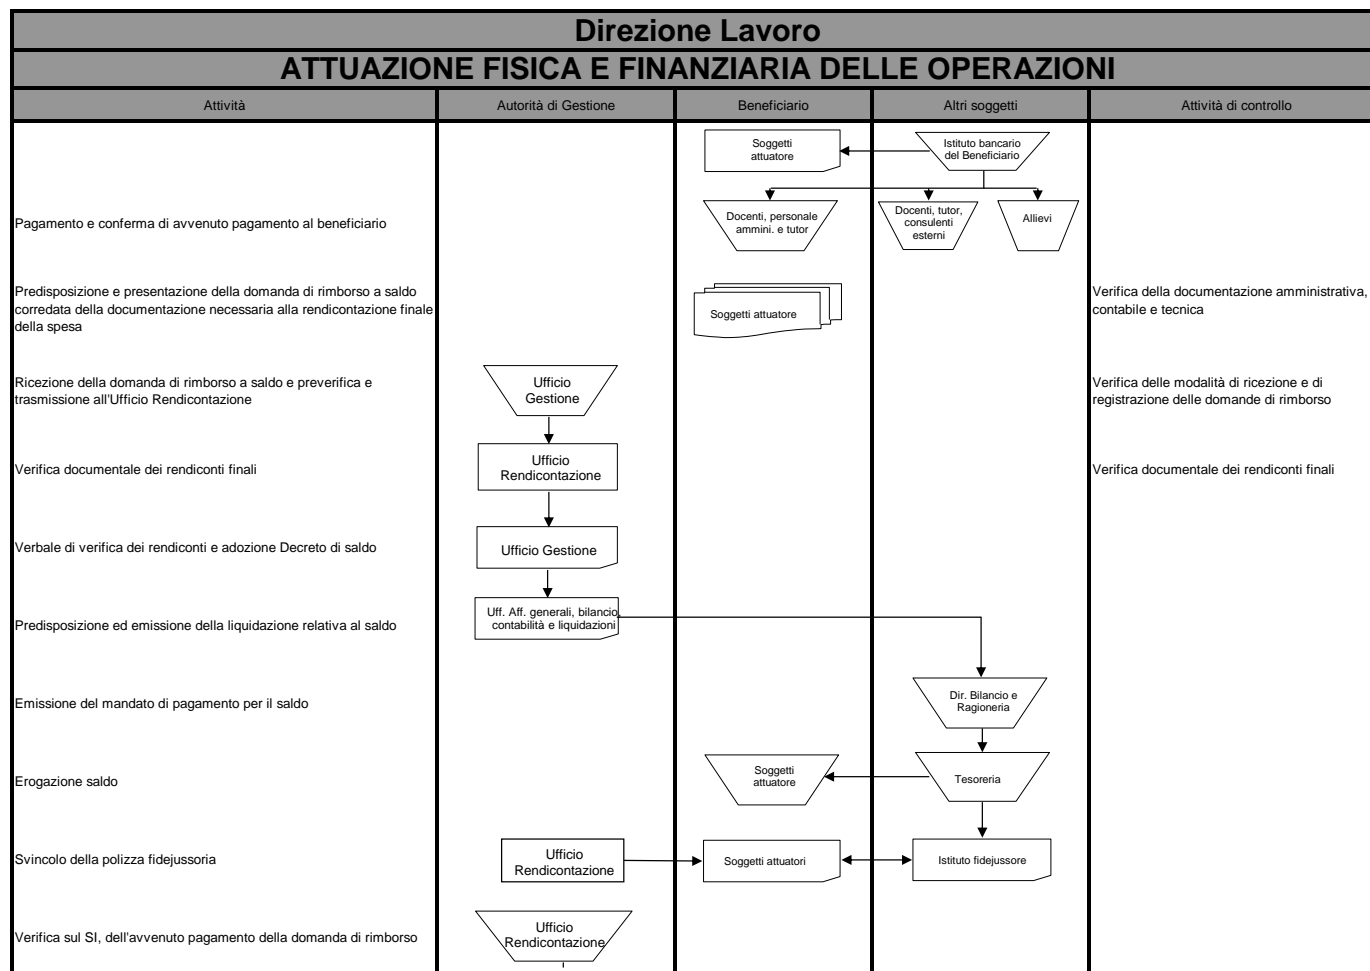 Direzione Lavoro
ATTUAZIONE FISICA E FINANZIARIA DELLE OPERAZIONI
Attività
Autorità di Gestione
Beneficiario
Altri soggetti
Attività di controllo
Soggetti
attuatore
Istituto bancario
del Beneficiario
Pagamento e conferma di avvenuto pagamento al beneficiario
Docenti, personale
ammini. e tutor
Docenti, tutor,
consulenti
esterni
Allievi
Predisposizione e presentazione della domanda di rimborso a saldo
corredata della documentazione necessaria alla rendicontazione finale
della spesa
Soggetti attuatore
Verifica della documentazione amministrativa,
contabile e tecnica
Ricezione della domanda di rimborso a saldo e preverifica e
trasmissione all'Ufficio Rendicontazione
Ufficio
Gestione
Verifica delle modalità di ricezione e di
registrazione delle domande di rimborso
Verifica documentale dei rendiconti finali
Ufficio
Rendicontazione
Verifica documentale dei rendiconti finali
Verbale di verifica dei rendiconti e adozione Decreto di saldo
Ufficio Gestione
Predisposizione ed emissione della liquidazione relativa al saldo
Uff. Aff. generali, bilancio,
contabilità e liquidazioni
Emissione del mandato di pagamento per il saldo
Dir. Bilancio e
Ragioneria
Erogazione saldo
Soggetti
attuatore
Tesoreria
Svincolo della polizza fidejussoria
Ufficio
Rendicontazione
Soggetti attuatori
Istituto fidejussore
Verifica sul SI, dell'avvenuto pagamento della domanda di rimborso
Ufficio
Rendicontazione